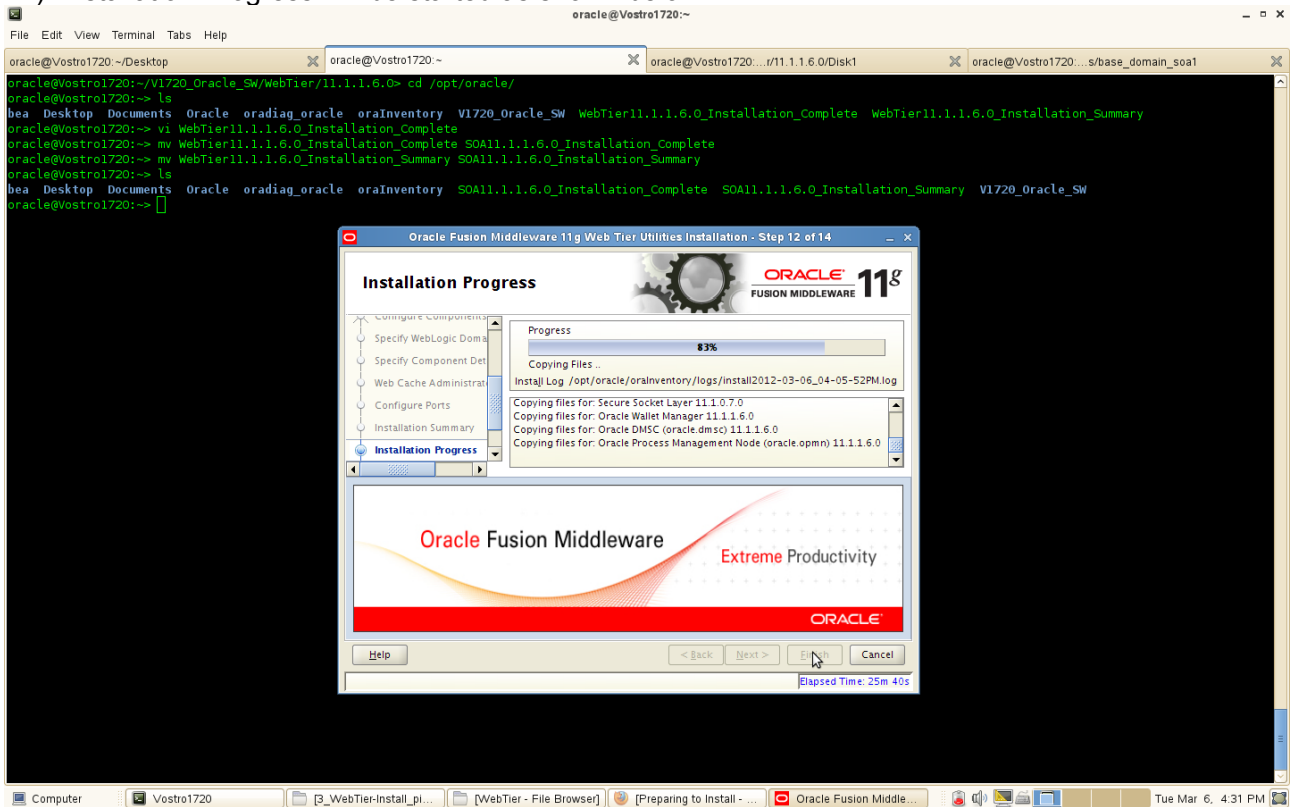 oracle@Vostro1720:~
File Edit View Terminal Tabs Help
oracle@Vostro1720:~/Desktop
oracle@Vostro1720:~
oracle@Vostro1720:...r/11.1.1.6.0/Disk1
oracle@Vostro1720:...s/base_domain_soa1
oracle@Vostro1720:~/V1720_Oracle_SW/WebTier/11.1.1.6.0> cd /opt/oracle/
oracle@Vostro1720:~> ls
bea Desktop Documents Oracle oradiag_oracle oraInventory V1720_Oracle_SW WebTier11.1.1.6.0_Installation_Complete WebTier11.1.1.6.0_Installation_Summary
oracle@Vostro1720:~> vi WebTier11.1.1.6.0_Installation_Complete
oracle@Vostro1720:~> mv WebTier11.1.1.6.0_Installation_Complete SOA11.1.1.6.0_Installation_Complete
oracle@Vostro1720:~> mv WebTier11.1.1.6.0_Installation_Summary SOA11.1.1.6.0_Installation_Summary
oracle@Vostro1720:~> ls
bea Desktop Documents Oracle oradiag_oracle oraInventory SOA11.1.1.6.0_Installation_Complete SOA11.1.1.6.0_Installation_Summary V1720_Oracle_SW
oracle@Vostro1720:~>
Oracle Fusion Middleware 11g Web Tier Utilities Installation - Step 12 of 14
Installation Progress
ORACLE
FUSION MIDDLEWARE
11g
Configure Components
Specify WebLogic Doma
Specify Component Det
Web Cache Administrat
Configure Ports
Installation Summary
Installation Progress
Progress
83%
Copying Files ..
Install Log /opt/oracle/oraInventory/logs/install2012-03-06_04-05-52PM.log
Copying files for: Secure Socket Layer 11.1.0.7.0
Copying files for: Oracle Wallet Manager 11.1.1.6.0
Copying files for: Oracle DMSC (oracle.dmsc) 11.1.1.6.0
Copying files for: Oracle Process Management Node (oracle.opmn) 11.1.1.6.0
Oracle Fusion Middleware
Extreme Productivity
ORACLE
Help
< Back
Next >
Finish
Cancel
Elapsed Time: 25m 40s
Computer
Vostro1720
[3_WebTier-Install_pi...
[WebTier - File Browser]
[Preparing to Install - ...
Oracle Fusion Middle...
Tue Mar 6, 4:31 PM